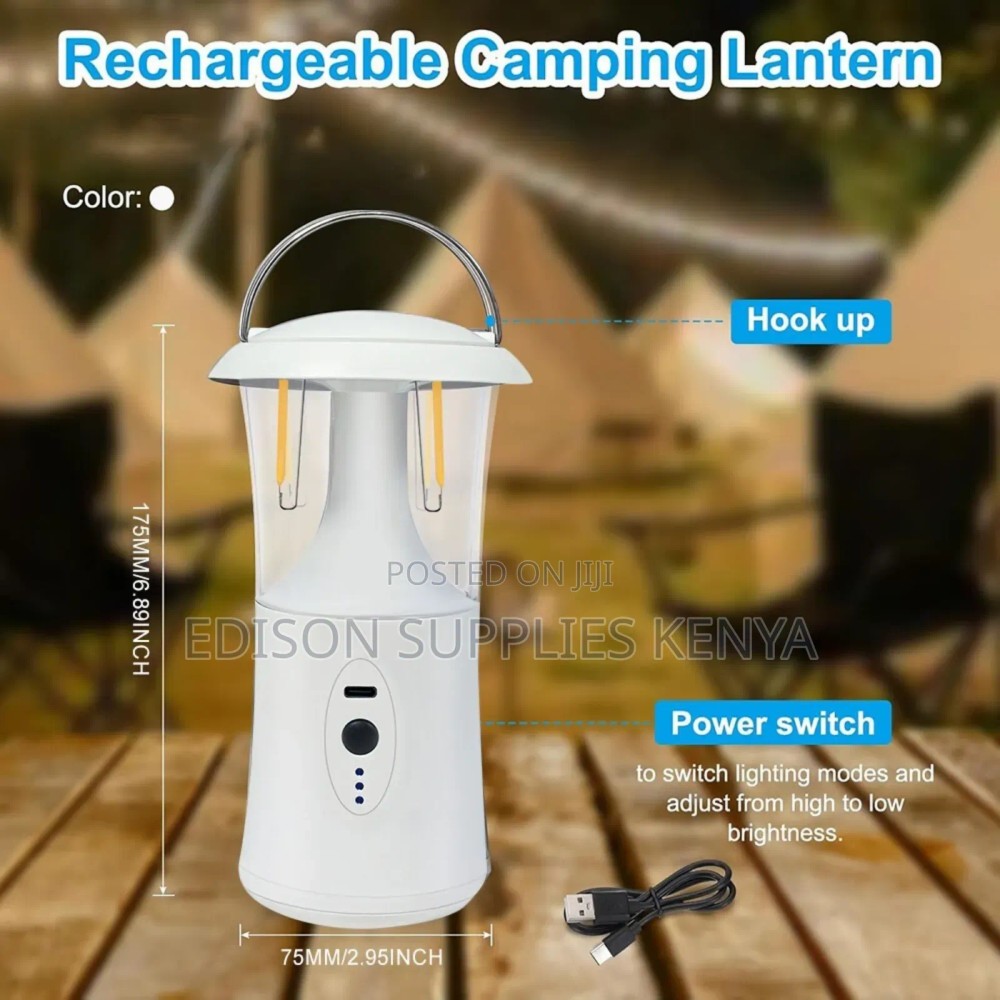 Rechargeable Camping Lantern
Color:
Hook up
175MM/6.89INCH
POSTED ON JIJI
EDISON SUPPLIES KENYA
Power switch
to switch lighting modes and
adjust from high to low
brightness.
75MM/2.95INCH